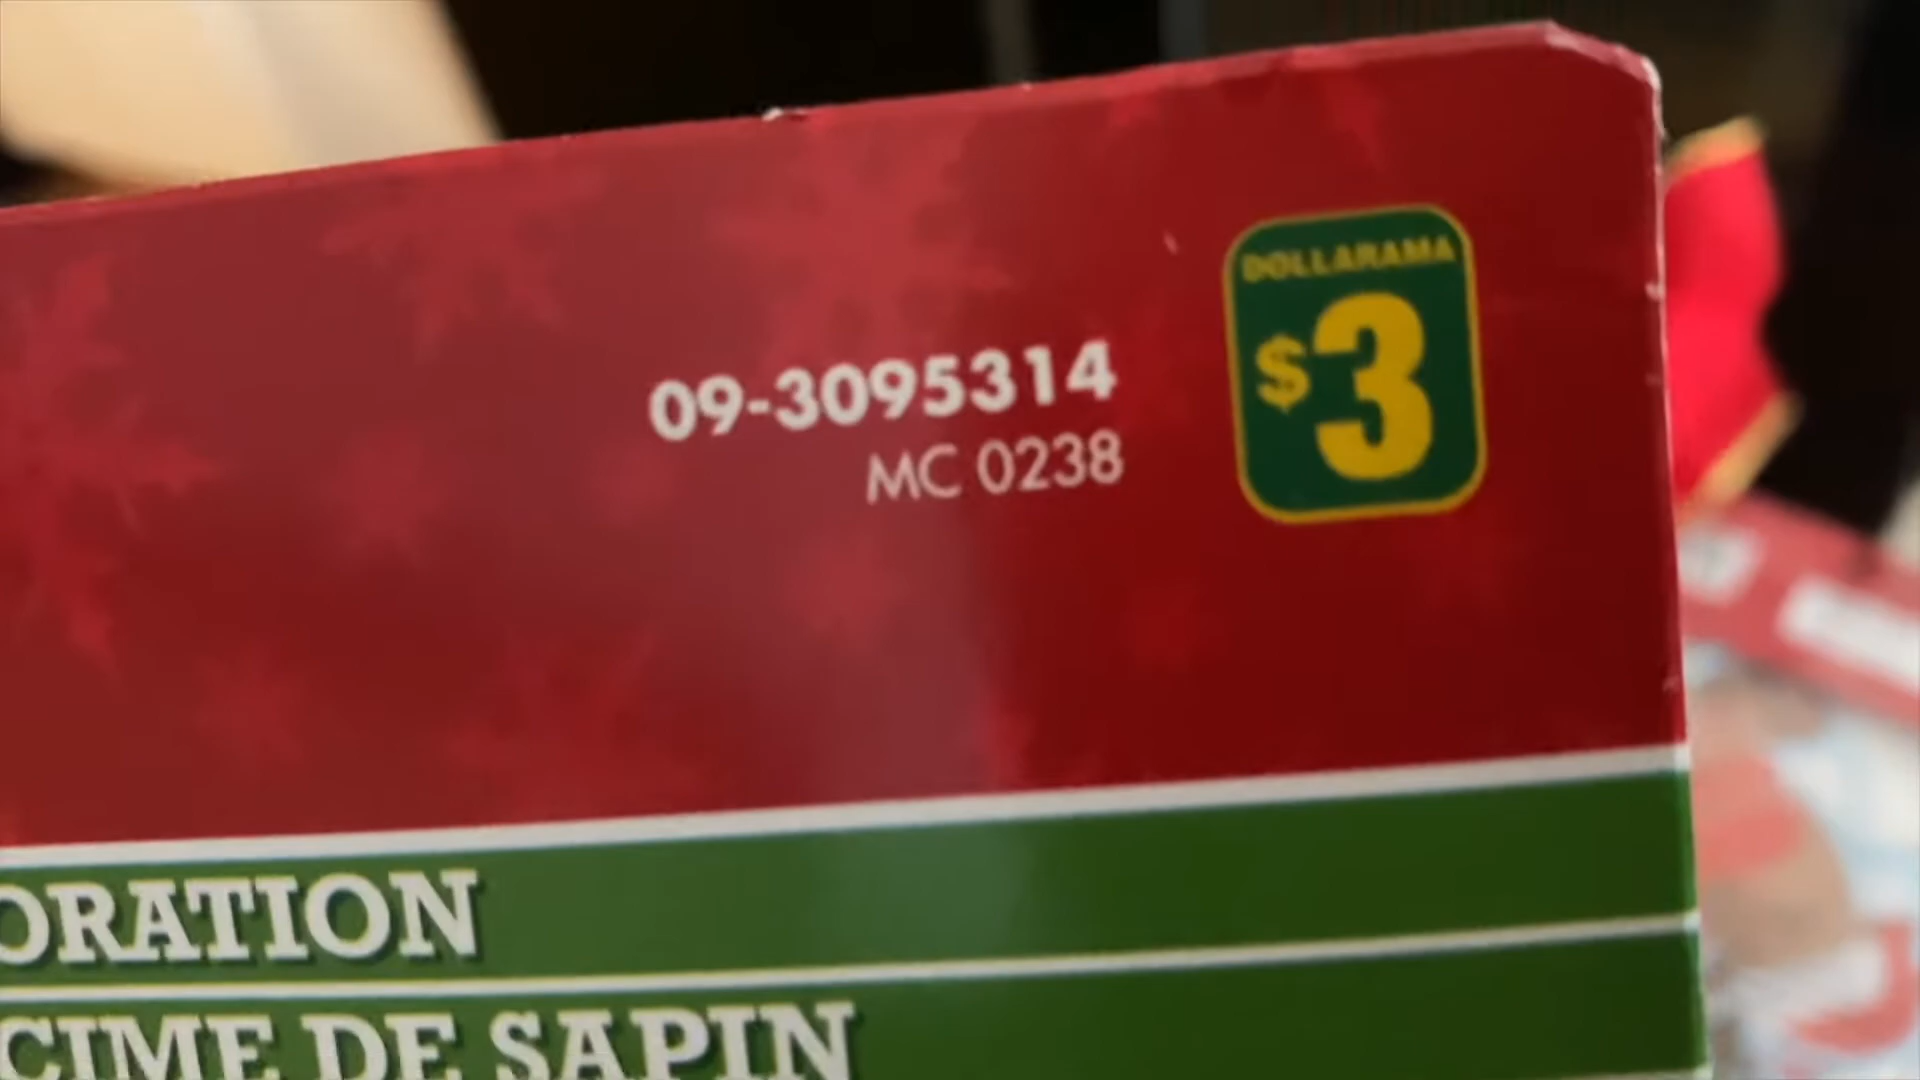 DOLLARAMA
$3
09-3095314
MC 0238
ORATION
CIME DE SAPIN